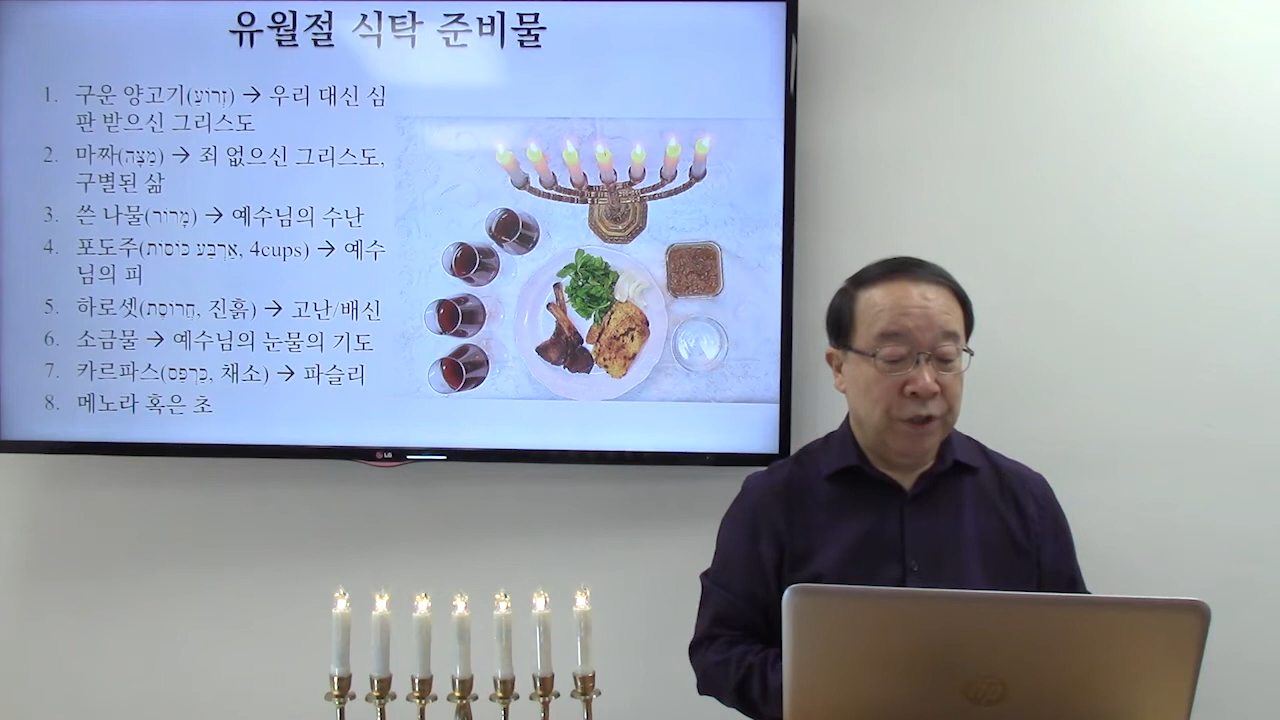 유월절 식탁 준비물
1. 구운 양고기(זְרוֹעַ) → 우리 대신 심
판 받으신 그리스도
2. 마짜(מַצָּה) → 죄 없으신 그리스도,
구별된 삶
3. 쓴 나물(מָרוֹר) → 예수님의 수난
4. 포도주(אַרְבַּע כּוֹסוֹת, 4cups) → 예수
님의 피
5. 하로셋(חֲרוֹסֶת, 진흙) → 고난/배신
6. 소금물 → 예수님의 눈물의 기도
7. 카르파스(כַּרְפַּס, 채소) → 파슬리
8. 메노라 혹은 초
LG
hp